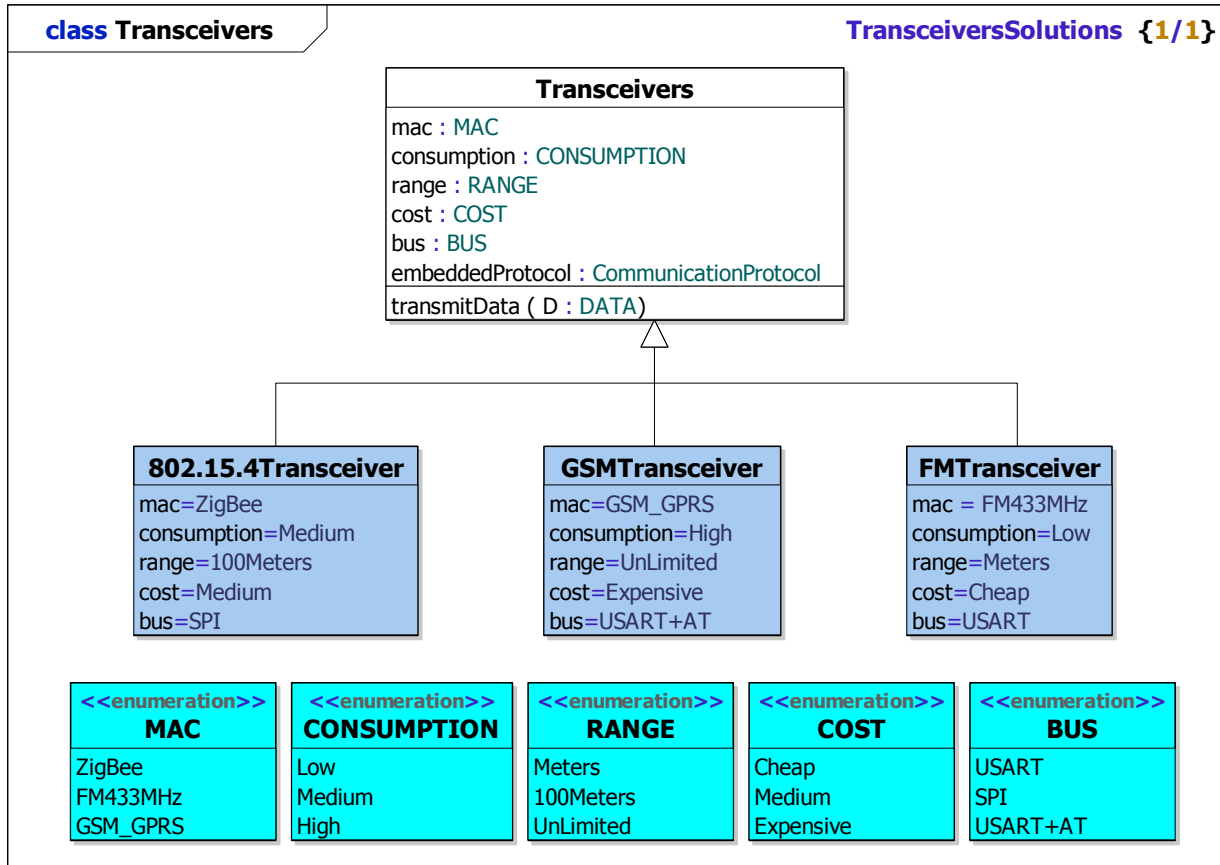 class Transceivers
TransceiversSolutions {1/1}
Transceivers
mac : MAC
consumption : CONSUMPTION
range : RANGE
cost : COST
bus : BUS
embeddedProtocol : CommunicationProtocol
transmitData ( D : DATA)
802.15.4Transceiver
mac=ZigBee
consumption=Medium
range=100Meters
cost=Medium
bus=SPI
GSMTransceiver
mac=GSM_GPRS
consumption=High
range=UnLimited
cost=Expensive
bus=USART+AT
FMTransceiver
mac = FM433MHz
consumption=Low
range=Meters
cost=Cheap
bus=USART
<<enumeration>>
MAC
ZigBee
FM433MHz
GSM_GPRS
<<enumeration>>
CONSUMPTION
Low
Medium
High
<<enumeration>>
RANGE
Meters
100Meters
UnLimited
<<enumeration>>
COST
Cheap
Medium
Expensive
<<enumeration>>
BUS
USART
SPI
USART+AT